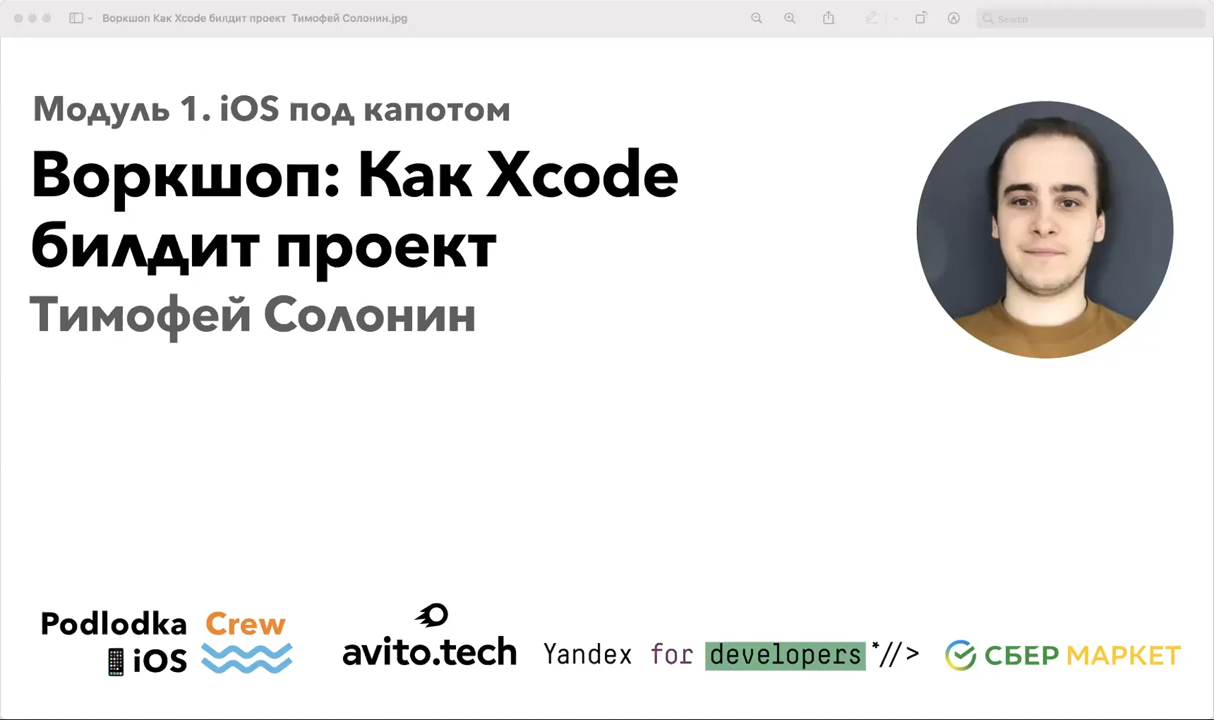 Воркшоп Как Xcode билдит проект Тимофей Солонин.jpg
Search
Модуль 1. iOS под капотом
Воркшоп: Как Xcode
билдит проект
Тимофей Солонин
Podlodka Crew
iOS
avito.tech
Yandex for developers *//>
СБЕР МАРКЕТ